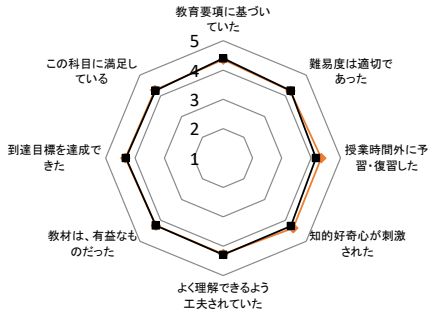 教育要項に基づい
ていた
難易度は適切で
あった
授業時間外に予
習・復習した
知的好奇心が刺激
された
よく理解できるよう
工夫されていた
教材は、有益なも
のだった
到達目標を達成で
きた
この科目に満足し
ている
5
4
3
2
1